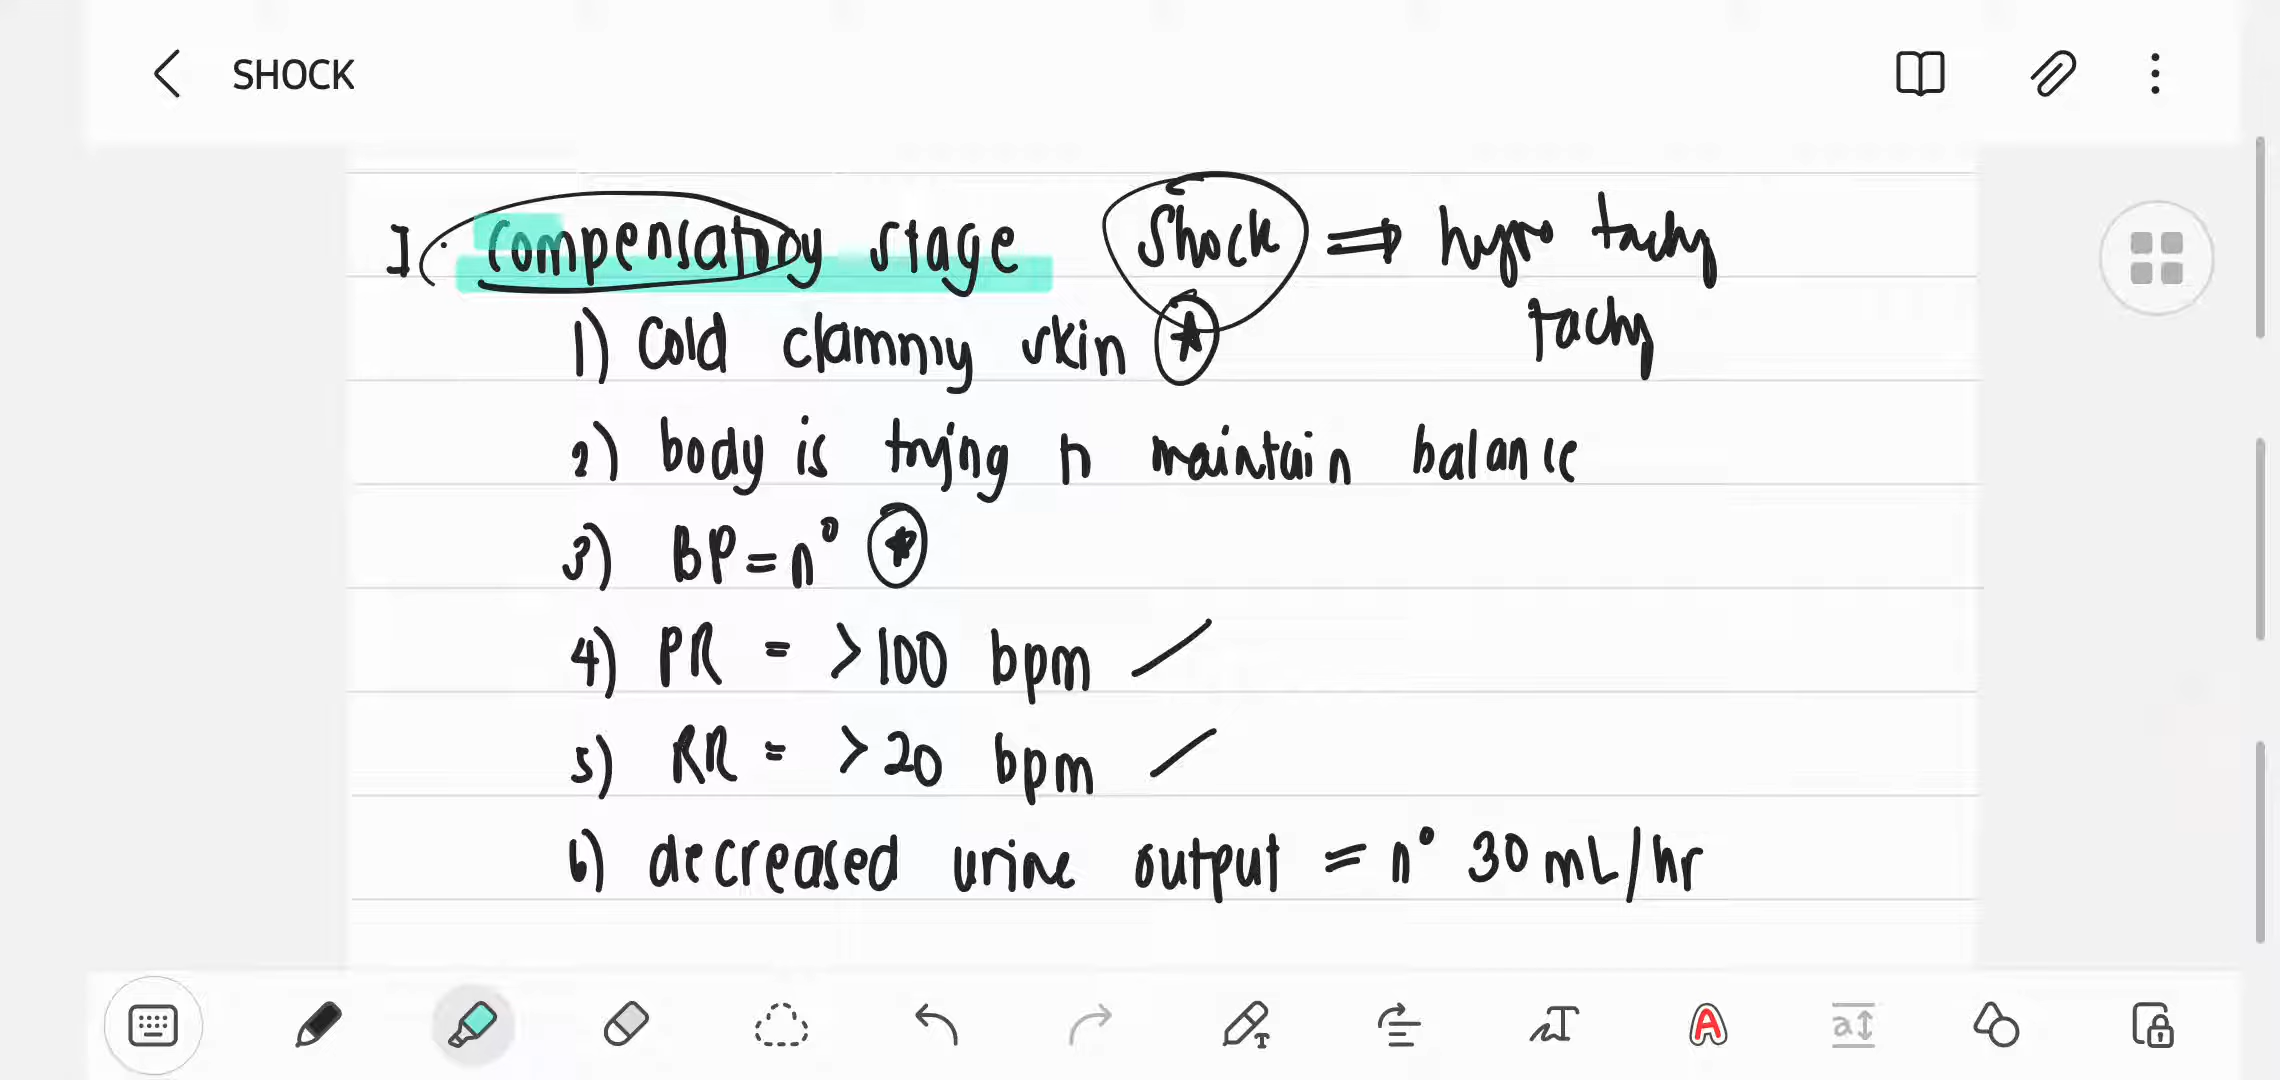 SHOCK
I. Compensatory stage Shock ⇒ hypo tachy
tachy
1) Cold clammy skin ★
2) body is trying to maintain balance
3) BP = n° ★
4) PR = >100 bpm /
5) RR = >20 bpm /
6) decreased urine output = n° 30 mL/hr